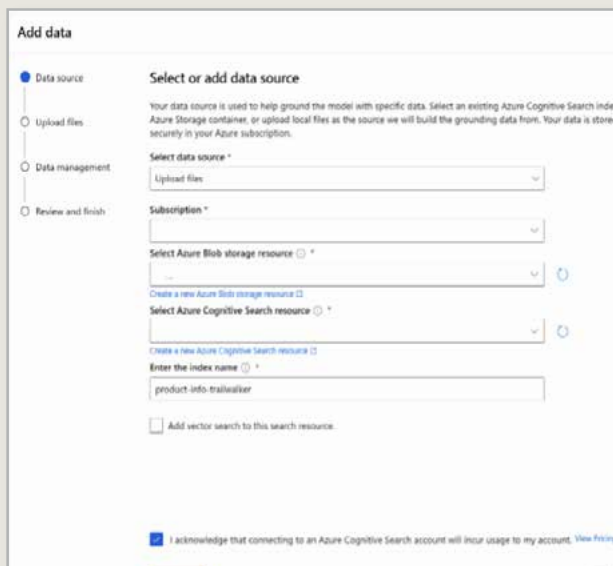 Add data
Data source
Upload files
Data management
Review and finish
Select or add data source
Your data source is used to help ground the model with specific data. Select an existing Azure Cognitive Search inde
Azure Storage container, or upload local files as the source we will build the grounding data from. Your data is stored
securely in your Azure subscription.
Select data source *
Upload files
Subscription *
Select Azure Blob storage resource *
...
Create a new Azure Blob storage resource
Select Azure Cognitive Search resource *
Create a new Azure Cognitive Search resource
Enter the index name *
product-info-trailwalker
Add vector search to this search resource.
I acknowledge that connecting to an Azure Cognitive Search account will incur usage to my account. View Pricing